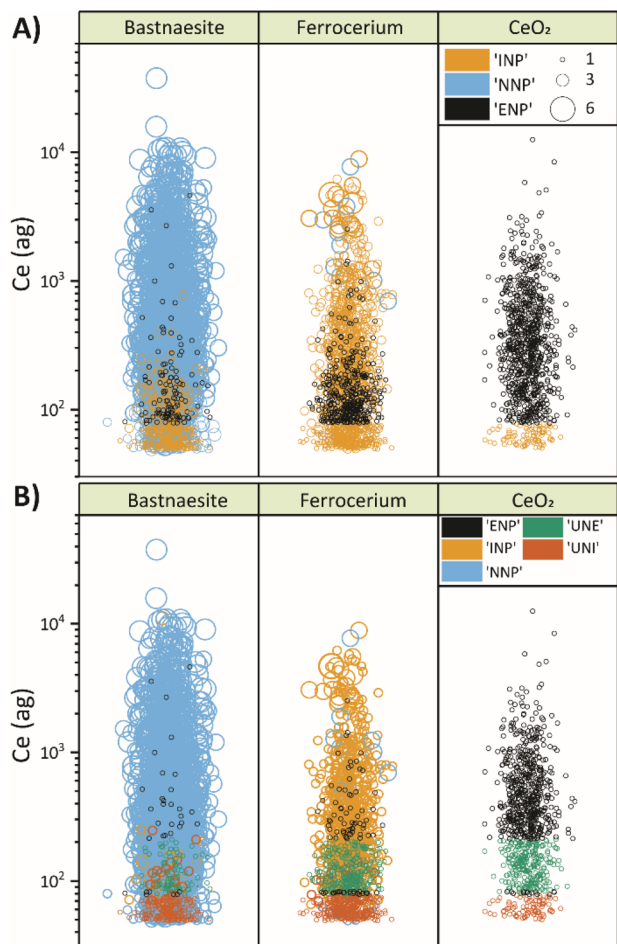 A)
Bastnaesite Ferrocerium CeO₂
'INP' 1
'NNP' 3
'ENP' 6
10⁴
10³
10²
Ce (ag)
B)
Bastnaesite Ferrocerium CeO₂
'ENP' 'UNE'
'INP' 'UNI'
'NNP'
10⁴
10³
10²
Ce (ag)